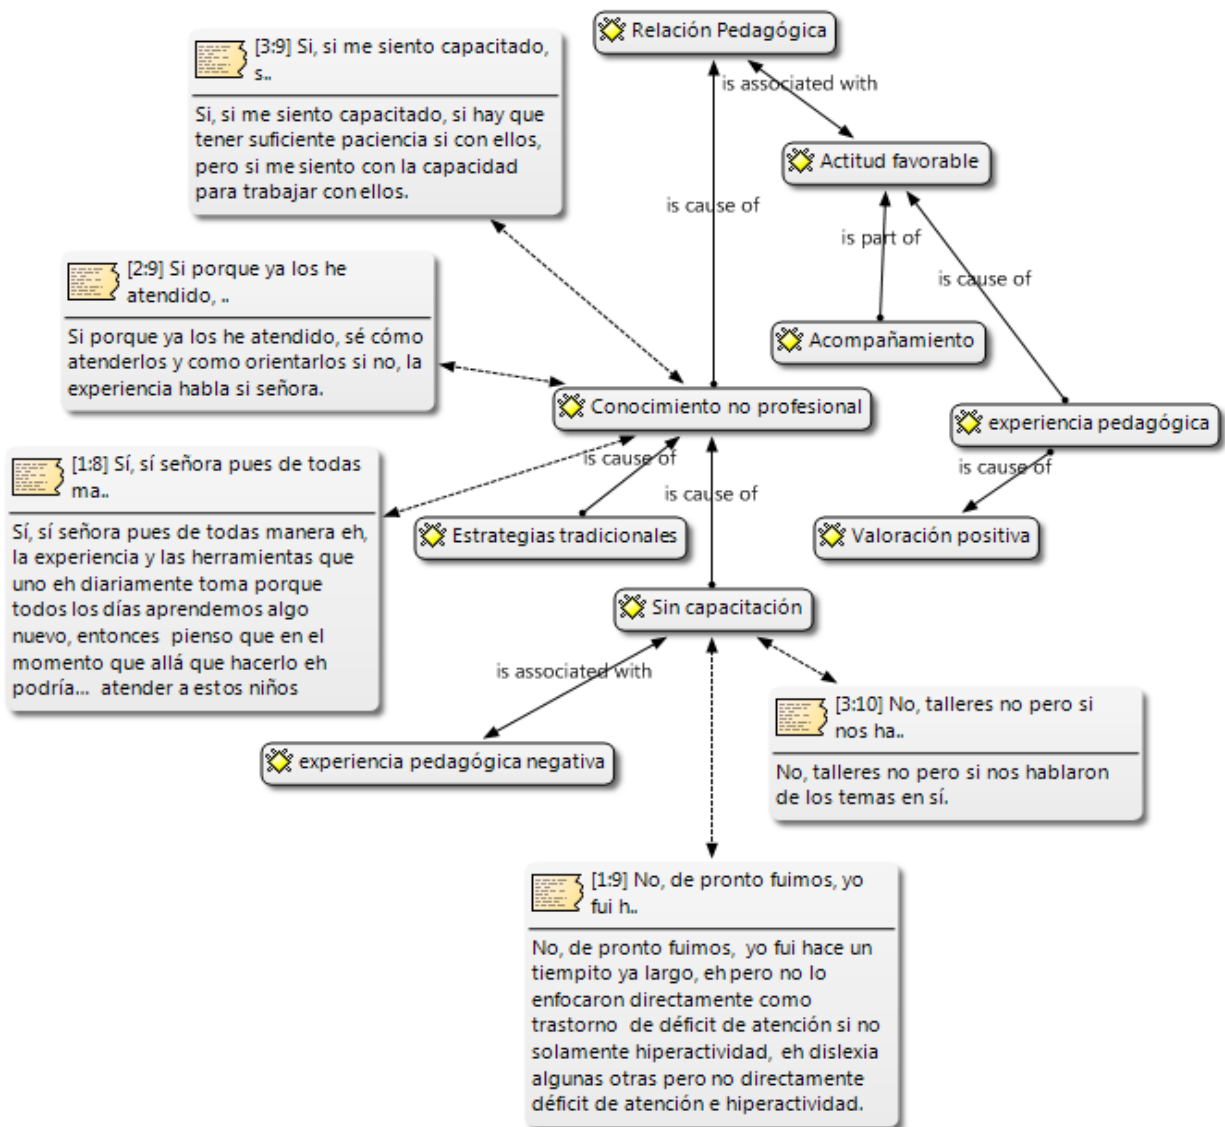 Relación Pedagógica
[3:9] Si, si me siento capacitado,
s..
Si, si me siento capacitado, si hay que
tener suficiente paciencia si con ellos,
pero si me siento con la capacidad
para trabajar con ellos.
is associated with
Actitud favorable
is cause of
is part of
is cause of
[2:9] Si porque ya los he
atendido, ..
Si porque ya los he atendido, sé cómo
atenderlos y como orientarlos si no, la
experiencia habla si señora.
Acompañamiento
Conocimiento no profesional
experiencia pedagógica
[1:8] Sí, sí señora pues de todas
ma..
Sí, sí señora pues de todas manera eh,
la experiencia y las herramientas que
uno eh diariamente toma porque
todos los días aprendemos algo
nuevo, entonces pienso que en el
momento que allá que hacerlo eh
podría... atender a estos niños
is cause of
is cause of
is cause of
Estrategias tradicionales
Valoración positiva
Sin capacitación
is associated with
experiencia pedagógica negativa
[3:10] No, talleres no pero si
nos ha..
No, talleres no pero si nos hablaron
de los temas en sí.
[1:9] No, de pronto fuimos, yo
fui h..
No, de pronto fuimos, yo fui hace un
tiempito ya largo, eh pero no lo
enfocaron directamente como
trastorno de déficit de atención si no
solamente hiperactividad, eh dislexia
algunas otras pero no directamente
déficit de atención e hiperactividad.